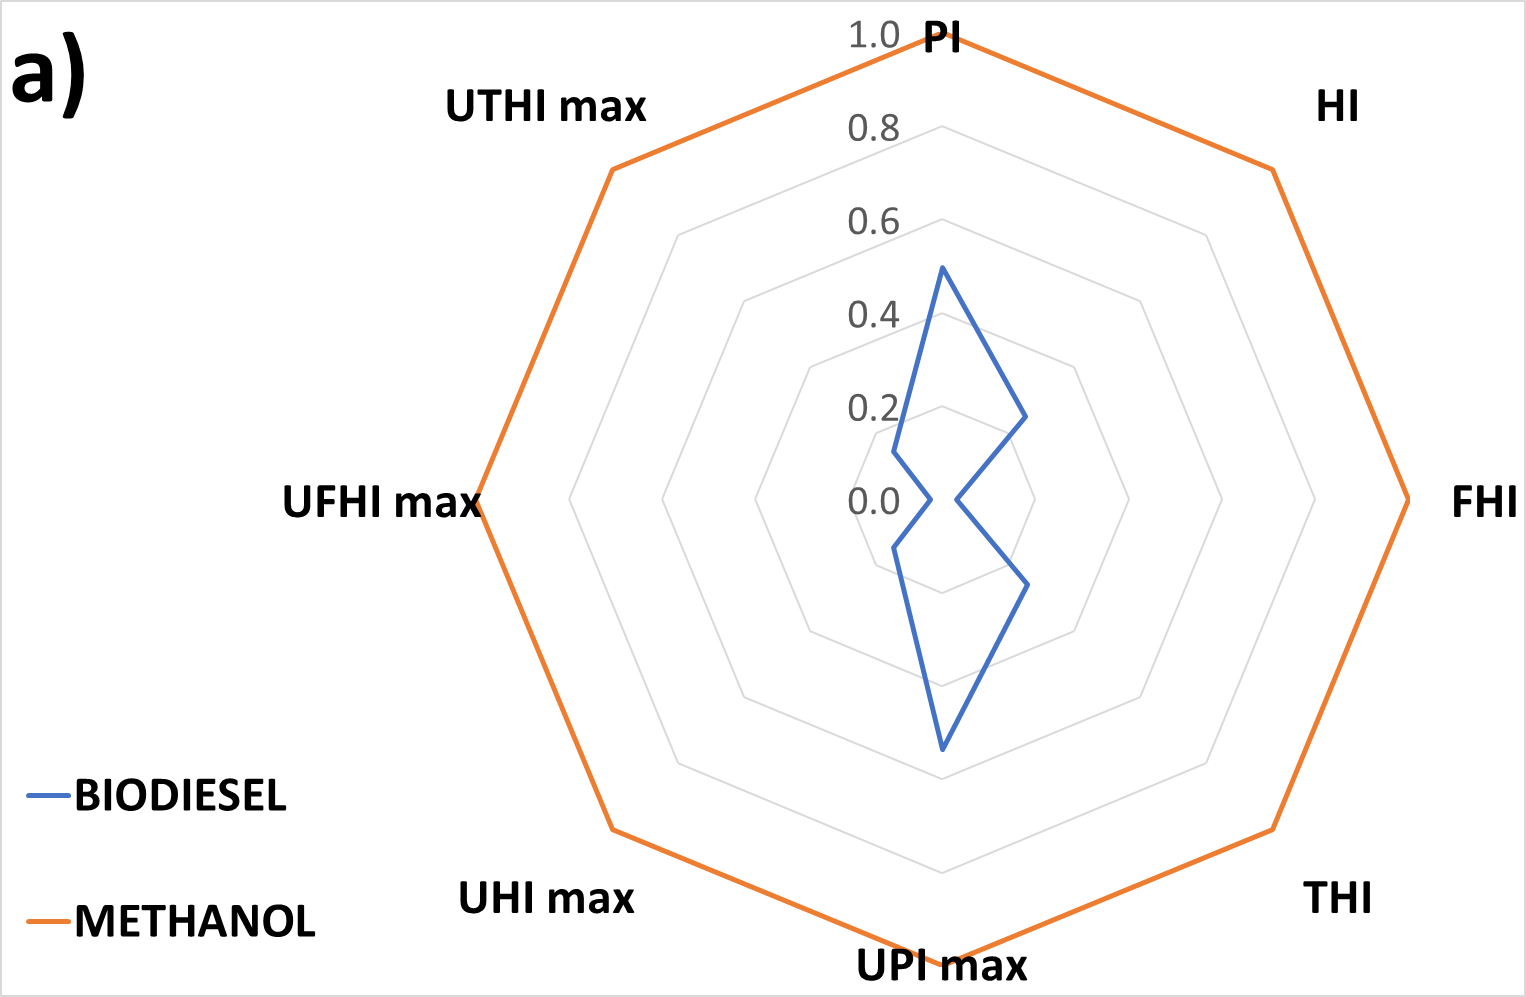 a)
1.0
PI
UTHI max
HI
0.8
0.6
0.4
0.2
UFHI max
0.0
FHI
BIODIESEL
UHI max
THI
METHANOL
UPI max